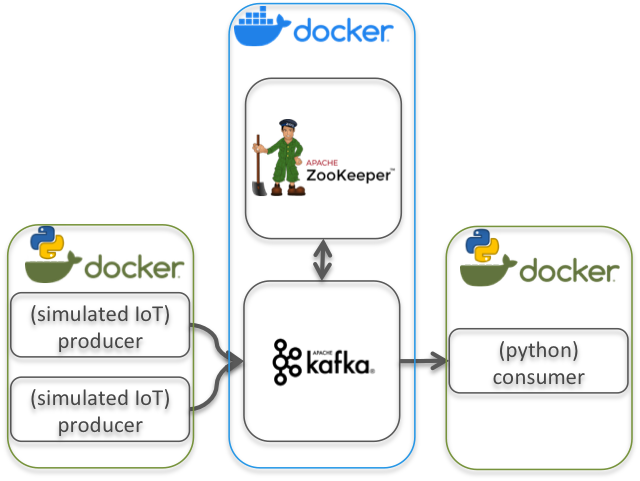 docker
APACHE
ZooKeeper™
docker
(simulated IoT)
producer
(simulated IoT)
producer
APACHE
kafka®
docker
(python)
consumer